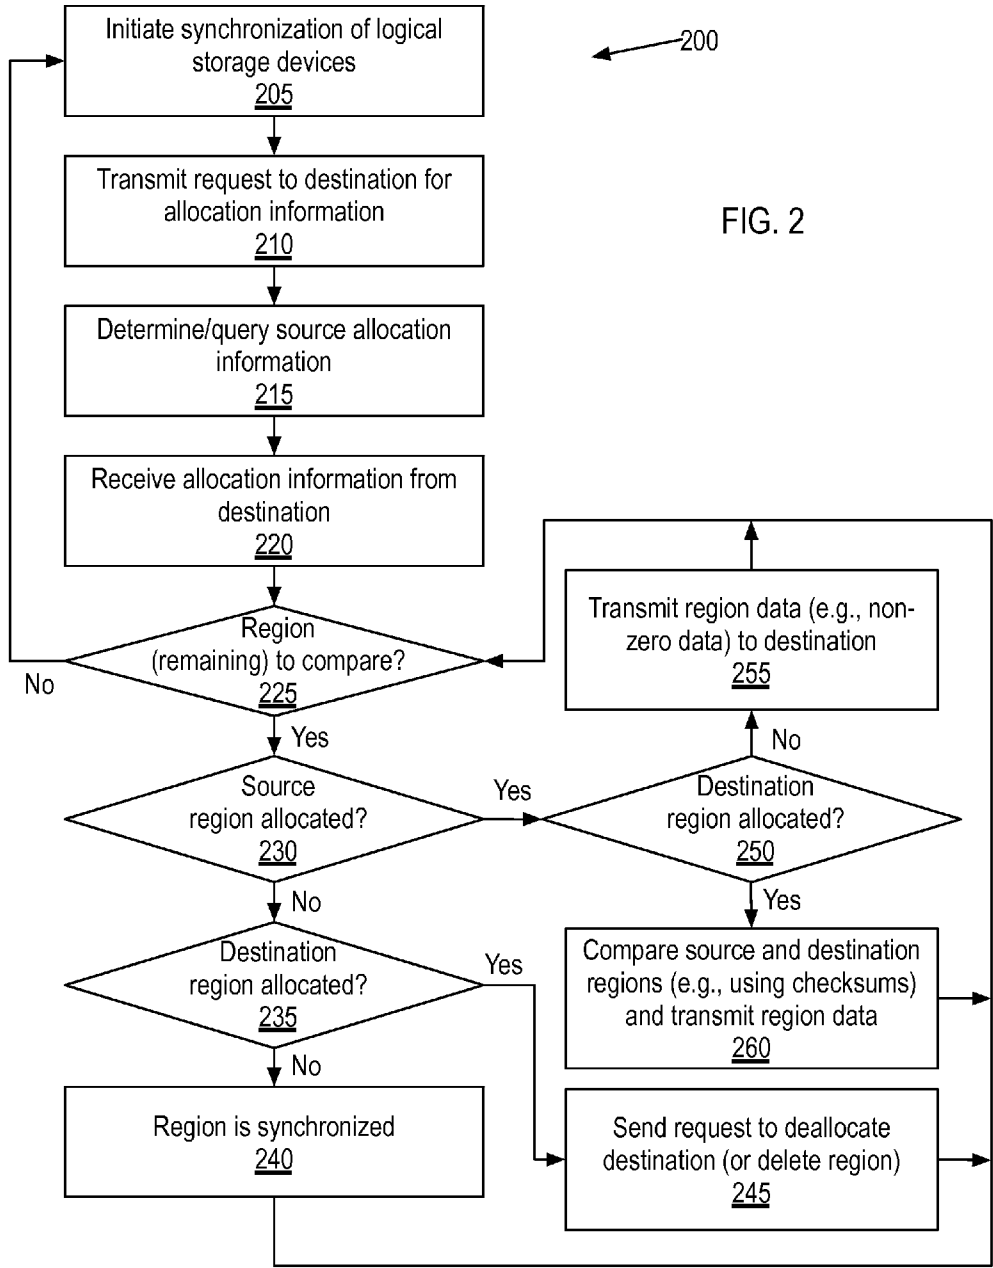 Initiate synchronization of logical
storage devices
205
200
Transmit request to destination for
allocation information
210
FIG. 2
Determine/query source allocation
information
215
Receive allocation information from
destination
220
Region
(remaining) to compare?
225
No
Yes
Transmit region data (e.g., non-
zero data) to destination
255
No
Source
region allocated?
230
Yes
No
Destination
region allocated?
250
Yes
Destination
region allocated?
235
Yes
No
Compare source and destination
regions (e.g., using checksums)
and transmit region data
260
Region is synchronized
240
Send request to deallocate
destination (or delete region)
245